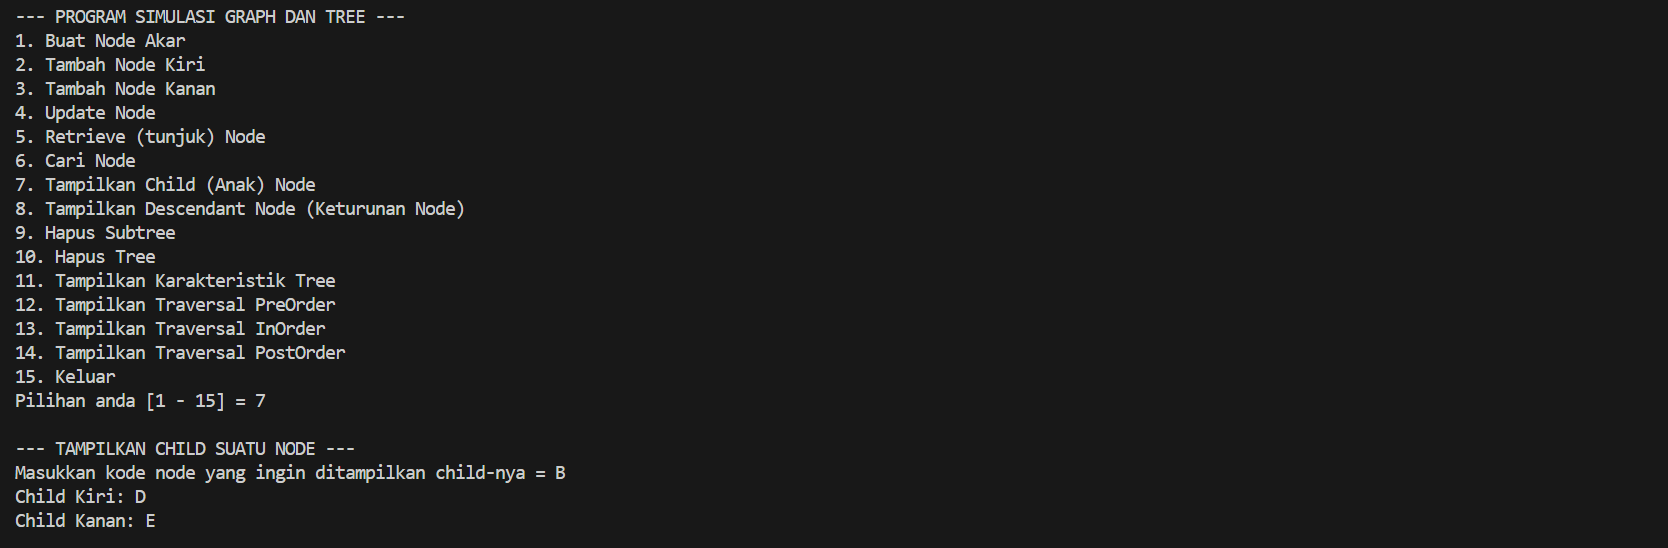 --- PROGRAM SIMULASI GRAPH DAN TREE ---
1. Buat Node Akar
2. Tambah Node Kiri
3. Tambah Node Kanan
4. Update Node
5. Retrieve (tunjuk) Node
6. Cari Node
7. Tampilkan Child (Anak) Node
8. Tampilkan Descendant Node (Keturunan Node)
9. Hapus Subtree
10. Hapus Tree
11. Tampilkan Karakteristik Tree
12. Tampilkan Traversal PreOrder
13. Tampilkan Traversal InOrder
14. Tampilkan Traversal PostOrder
15. Keluar
Pilihan anda [1 - 15] = 7
--- TAMPILKAN CHILD SUATU NODE ---
Masukkan kode node yang ingin ditampilkan child-nya = B
Child Kiri: D
Child Kanan: E